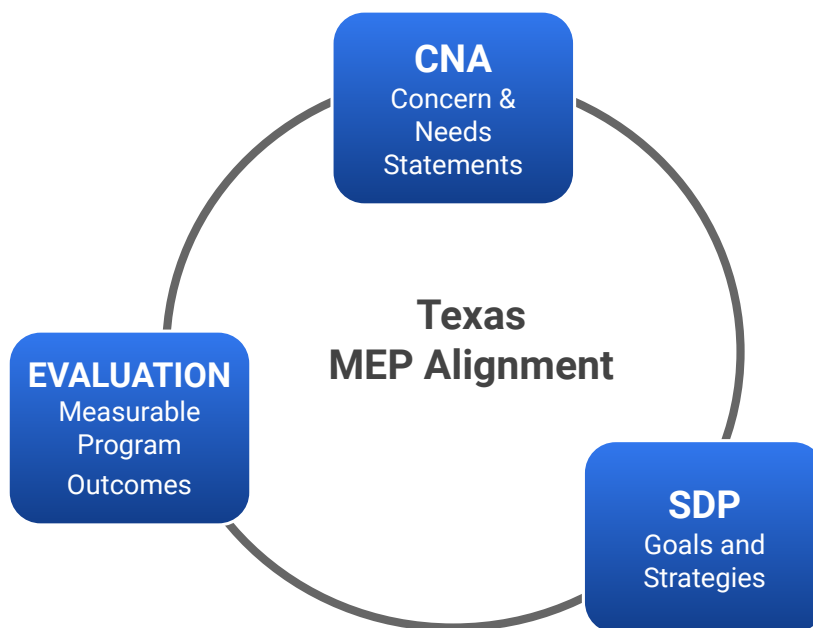 CNA
Concern &
Needs
Statements
Texas
MEP Alignment
EVALUATION
Measurable
Program
Outcomes
SDP
Goals and
Strategies